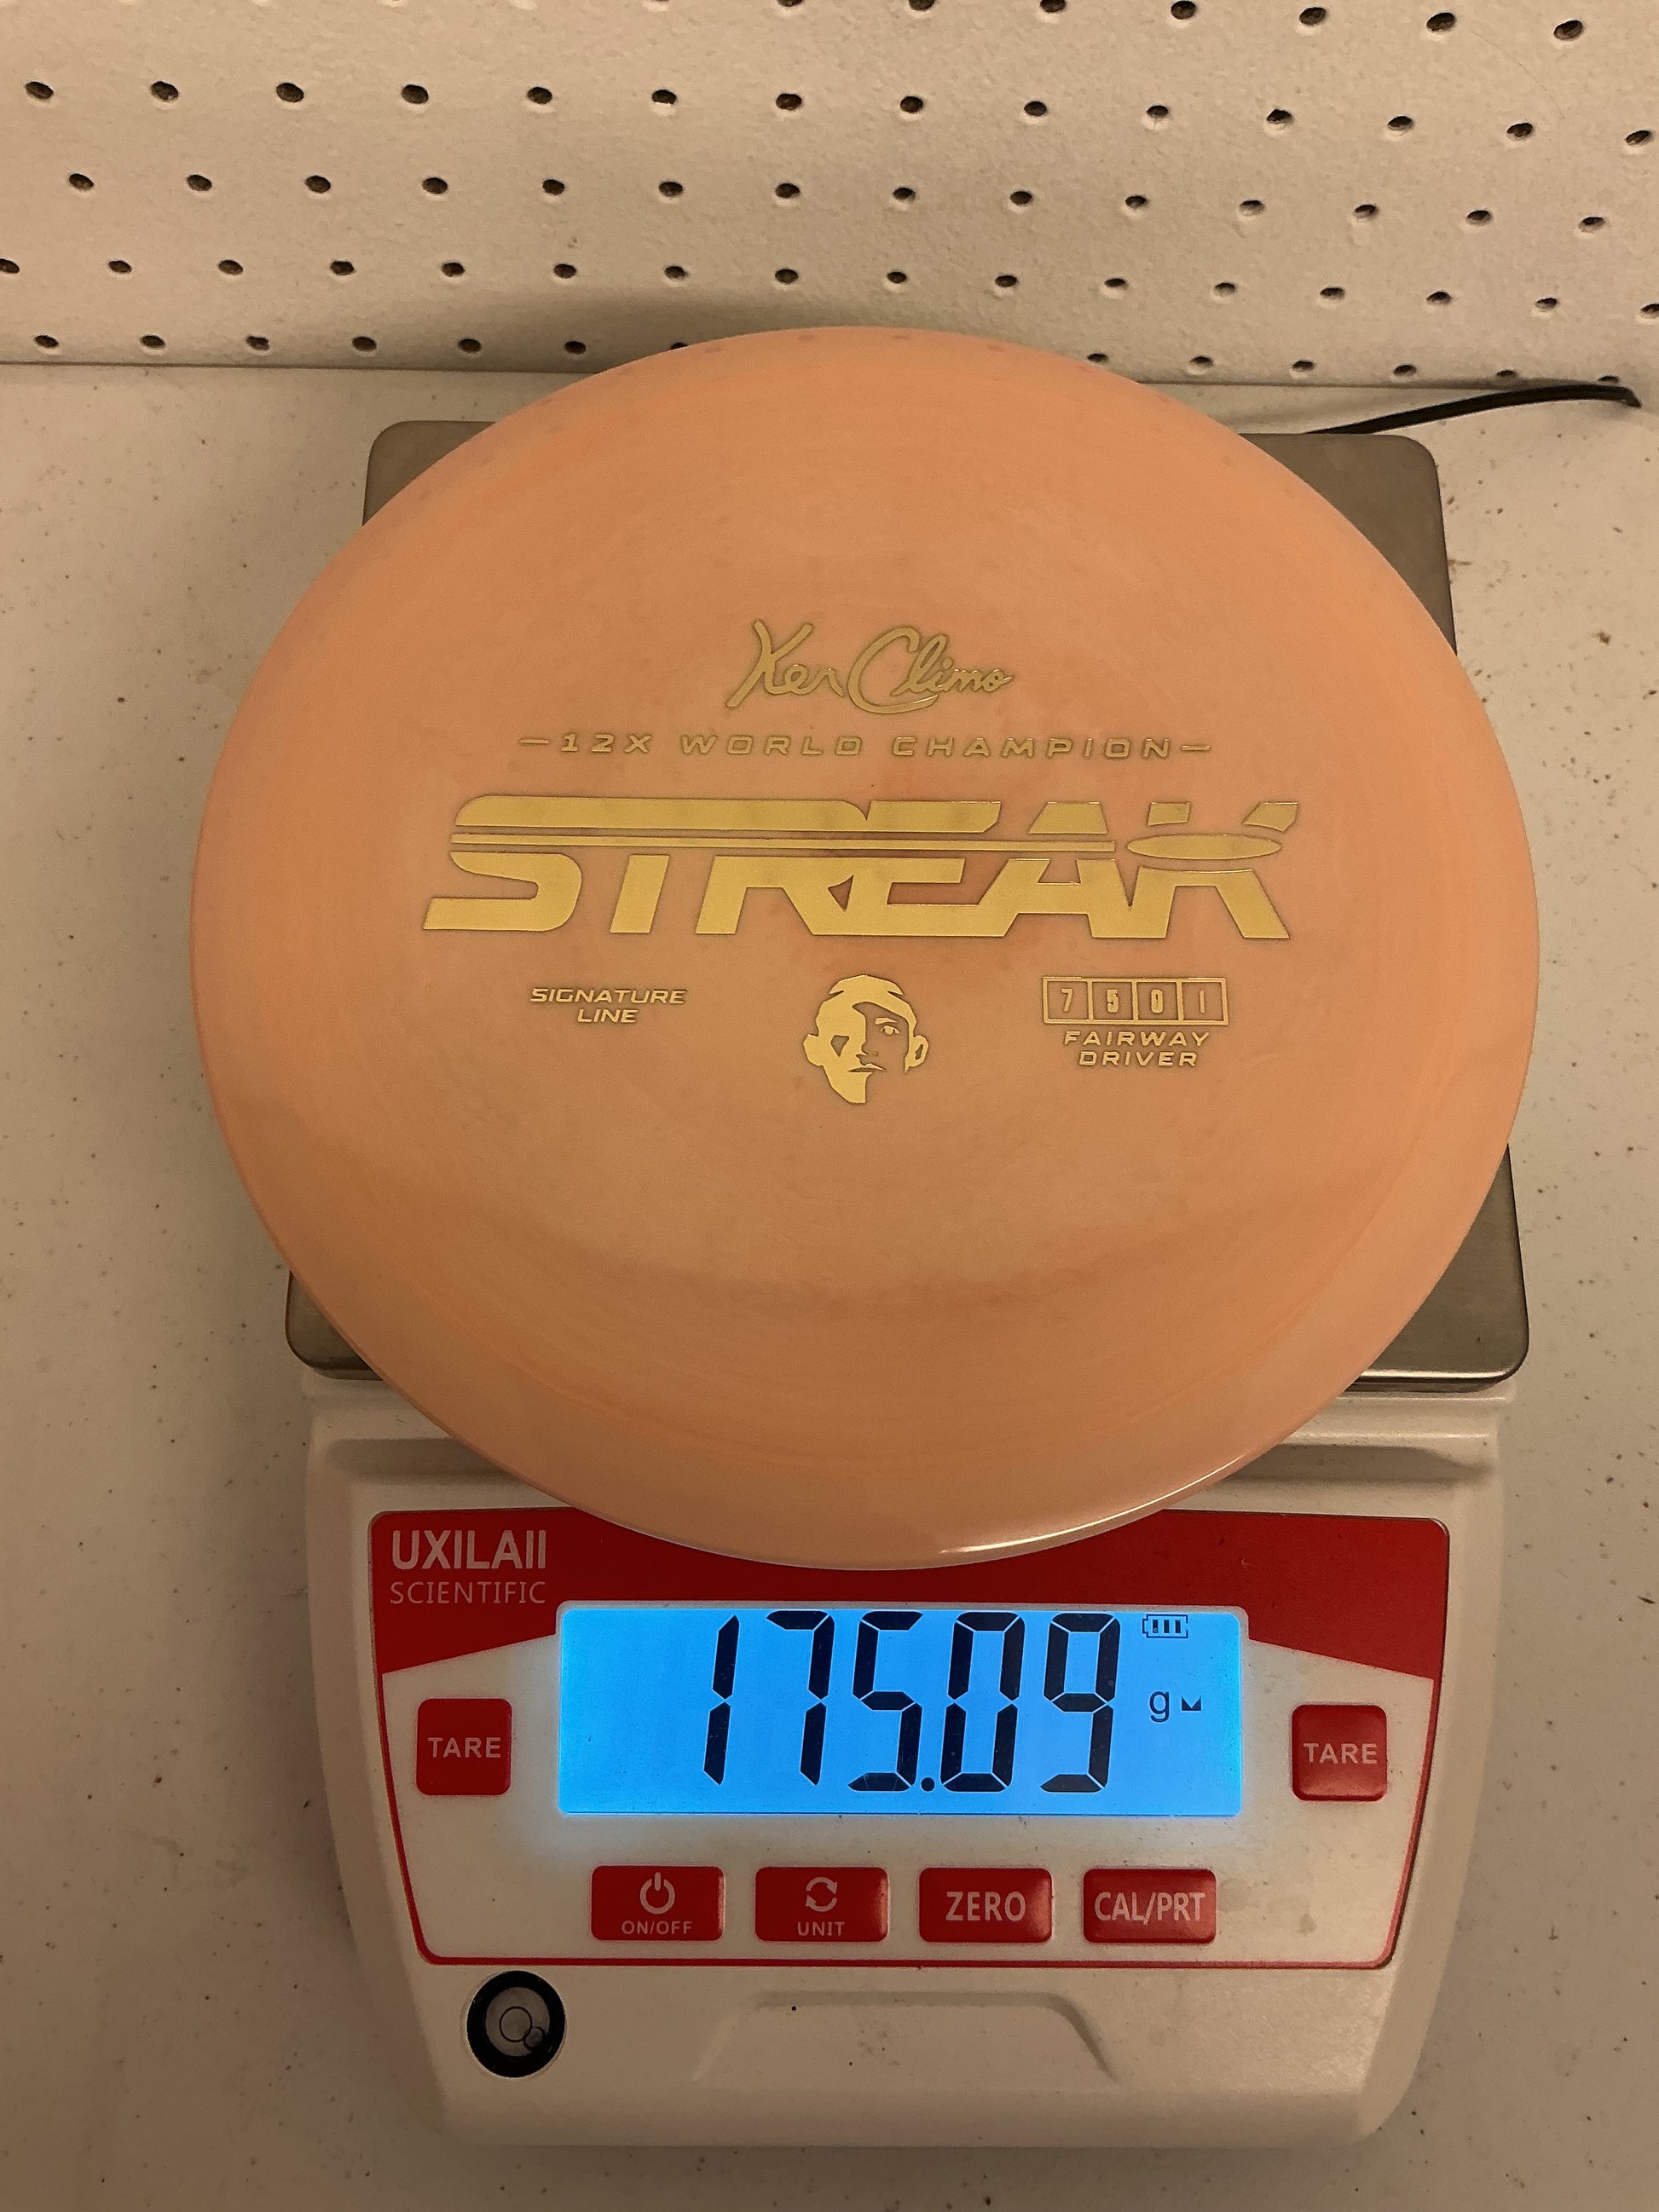 Ken Climo
—12X WORLD CHAMPION—
STREAK
SIGNATURE
LINE
7 5 0 1
FAIRWAY
DRIVER
UXILAII
SCIENTIFIC
175.09
g
TARE
TARE
ON/OFF
UNIT
ZERO
CAL/PRT